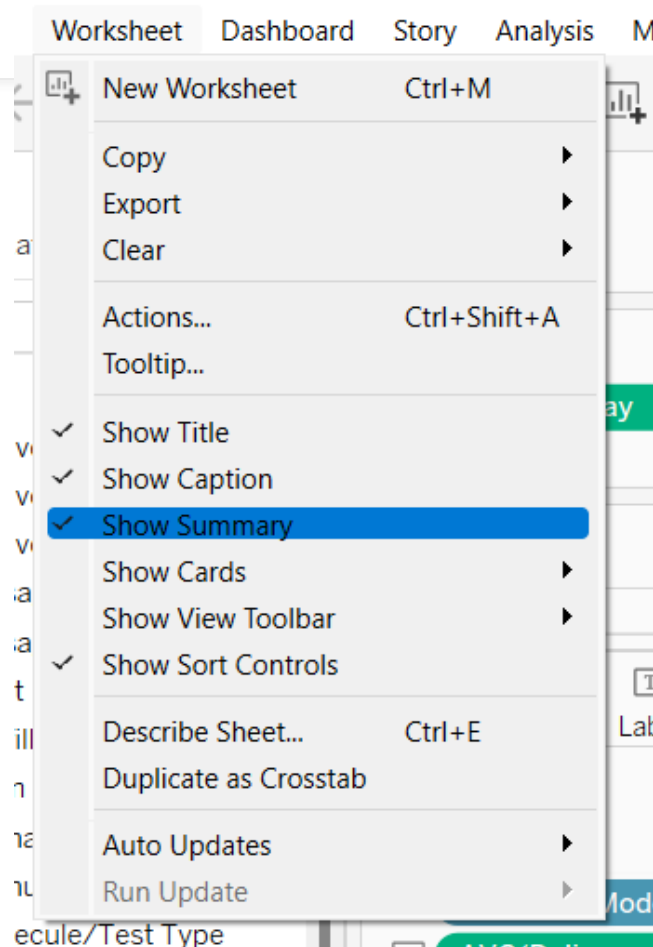 Worksheet Dashboard Story Analysis
New Worksheet Ctrl+M
Copy
Export
Clear
Actions... Ctrl+Shift+A
Tooltip...
ay
Show Title
Show Caption
Show Summary
Show Cards
Show View Toolbar
Show Sort Controls
Describe Sheet... Ctrl+E
Duplicate as Crosstab
Auto Updates
Run Update
ecule/Test Type